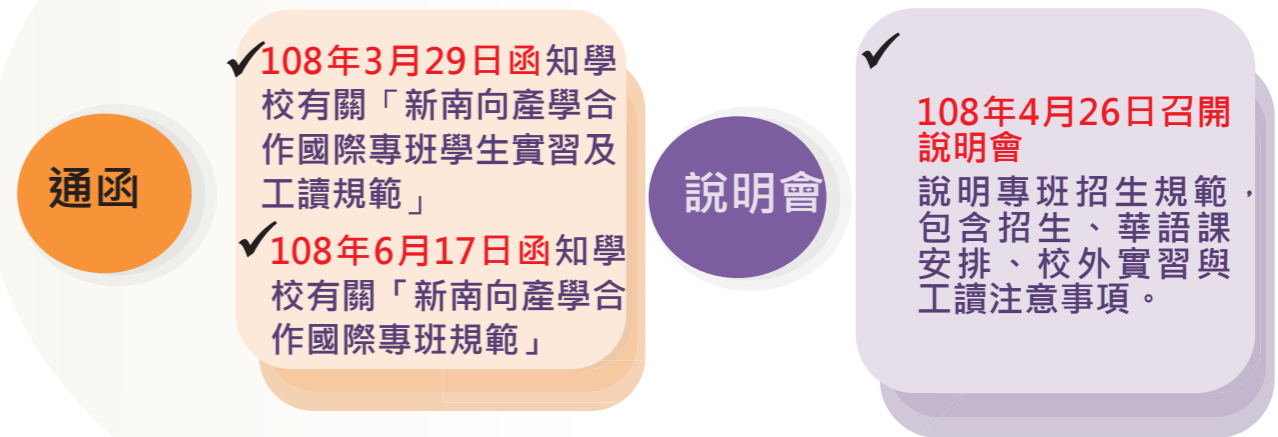 通函
✓108年3月29日函知學
校有關「新南向產學合
作國際專班學生實習及
工讀規範」
✓108年6月17日函知學
校有關「新南向產學合
作國際專班規範」
說明會
✓
108年4月26日召開
說明會
說明專班招生規範，
包含招生、華語課
安排、校外實習與
工讀注意事項。